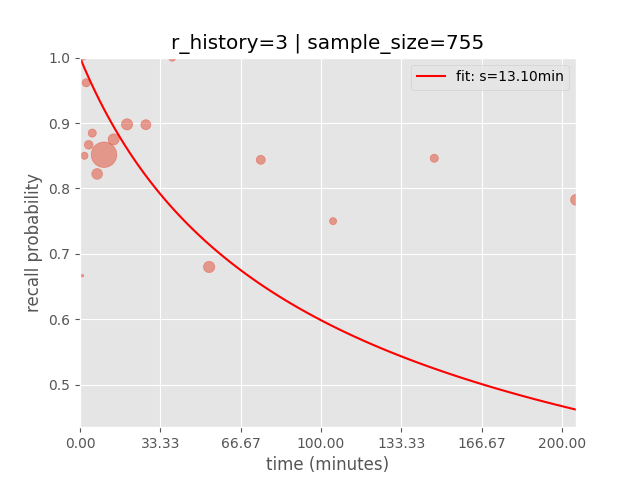 r_history=3 | sample_size=755
fit: s=13.10min
1.0
0.9
0.8
0.7
0.6
0.5
recall probability
0.00 33.33 66.67 100.00 133.33 166.67 200.00
time (minutes)